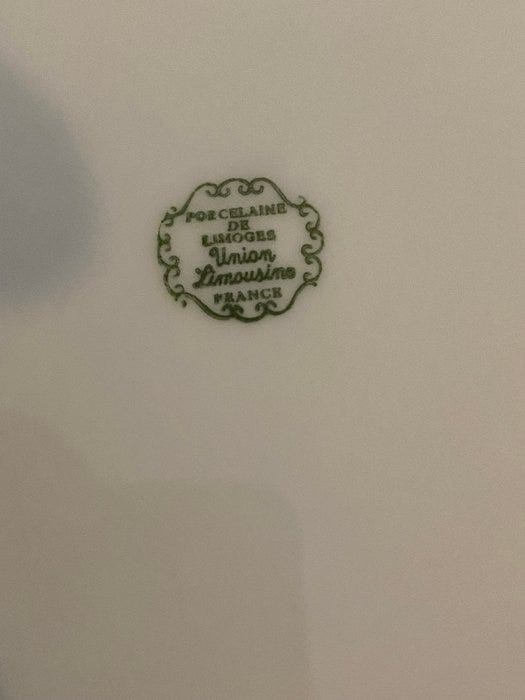 PORCELAINE
DE
LIMOGES
Union
Limousine
FRANCE